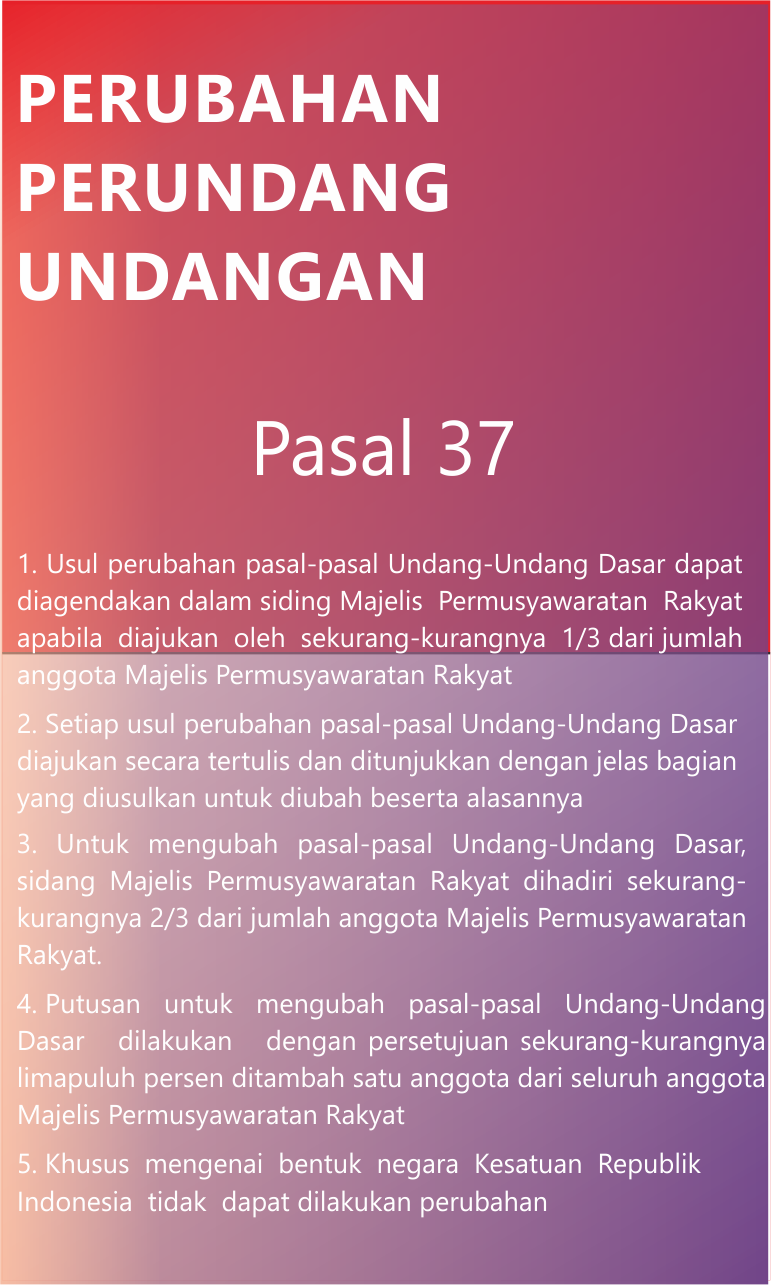 PERUBAHAN
PERUNDANG
UNDANGAN
Pasal 37
1. Usul perubahan pasal-pasal Undang-Undang Dasar dapat
diagendakan dalam siding Majelis Permusyawaratan Rakyat
apabila diajukan oleh sekurang-kurangnya 1/3 dari jumlah
anggota Majelis Permusyawaratan Rakyat
2. Setiap usul perubahan pasal-pasal Undang-Undang Dasar
diajukan secara tertulis dan ditunjukkan dengan jelas bagian
yang diusulkan untuk diubah beserta alasannya
3. Untuk mengubah pasal-pasal Undang-Undang Dasar,
sidang Majelis Permusyawaratan Rakyat dihadiri sekurang-
kurangnya 2/3 dari jumlah anggota Majelis Permusyawaratan
Rakyat.
4. Putusan untuk mengubah pasal-pasal Undang-Undang
Dasar dilakukan dengan persetujuan sekurang-kurangnya
limapuluh persen ditambah satu anggota dari seluruh anggota
Majelis Permusyawaratan Rakyat
5. Khusus mengenai bentuk negara Kesatuan Republik
Indonesia tidak dapat dilakukan perubahan